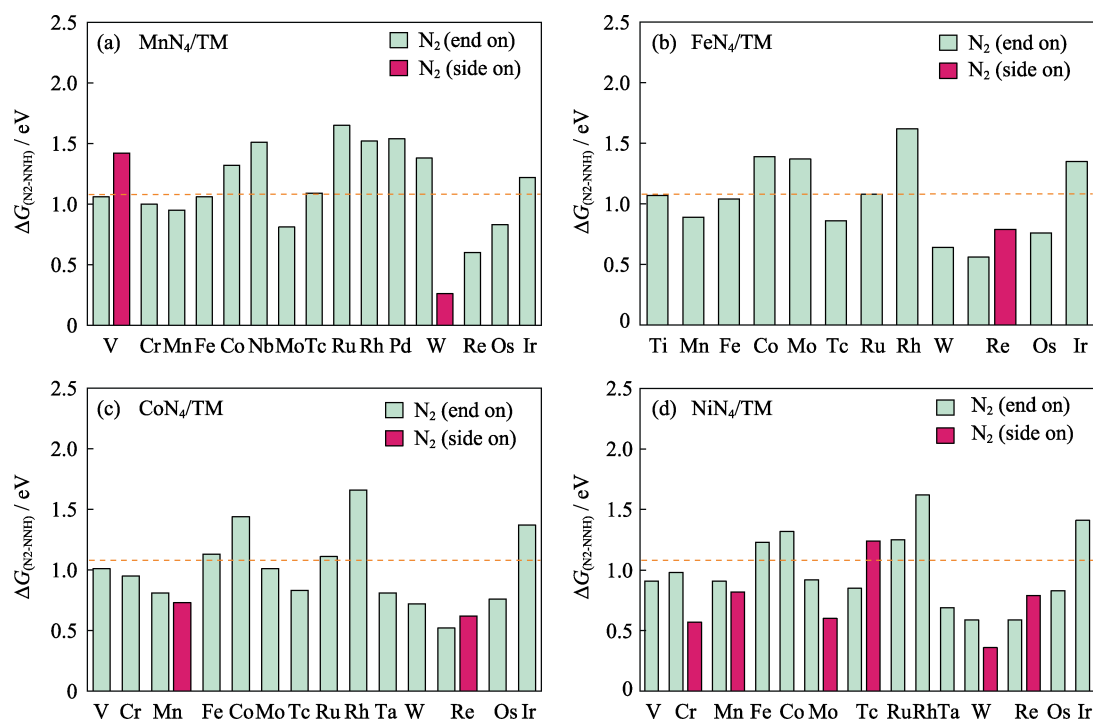 (a) MnN₄/TM
N₂ (end on)
N₂ (side on)
ΔG(N2-NNH) / eV
2.5
2.0
1.5
1.0
0.5
0
V Cr Mn Fe Co Nb Mo Tc Ru Rh Pd W Re Os Ir
(b) FeN₄/TM
N₂ (end on)
N₂ (side on)
ΔG(N2-NNH) / eV
2.5
2.0
1.5
1.0
0.5
0
Ti Mn Fe Co Mo Tc Ru Rh W Re Os Ir
(c) CoN₄/TM
N₂ (end on)
N₂ (side on)
ΔG(N2-NNH) / eV
2.5
2.0
1.5
1.0
0.5
0
V Cr Mn Fe Co Mo Tc Ru Rh Ta W Re Os Ir
(d) NiN₄/TM
N₂ (end on)
N₂ (side on)
ΔG(N2-NNH) / eV
2.5
2.0
1.5
1.0
0.5
0
V Cr Mn Fe Co Mo Tc Ru Rh Ta W Re Os Ir